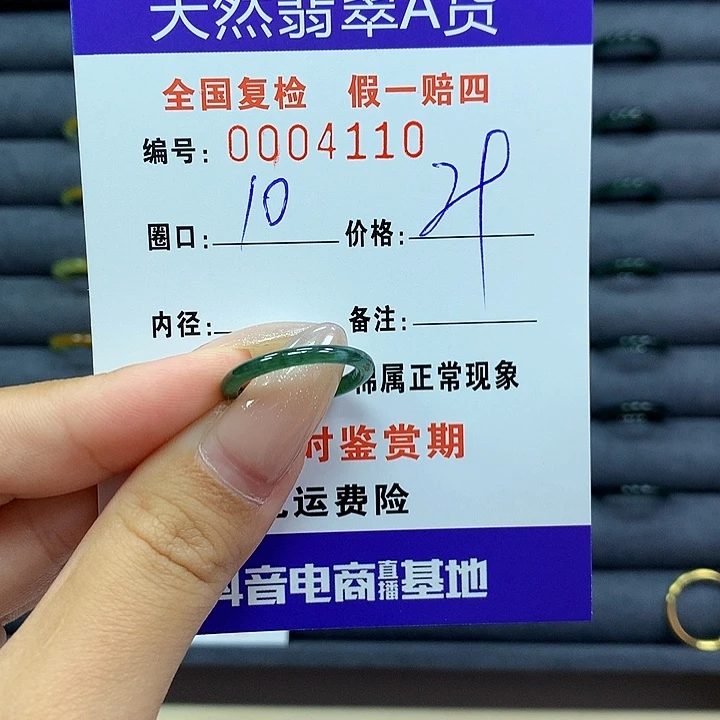 天然翡翠A货
全国复检 假一赔四
编号: 0004110
圈口: 10 价格:
内径: 备注:
属正常现象
时鉴赏期
运费险
抖音电商直播基地